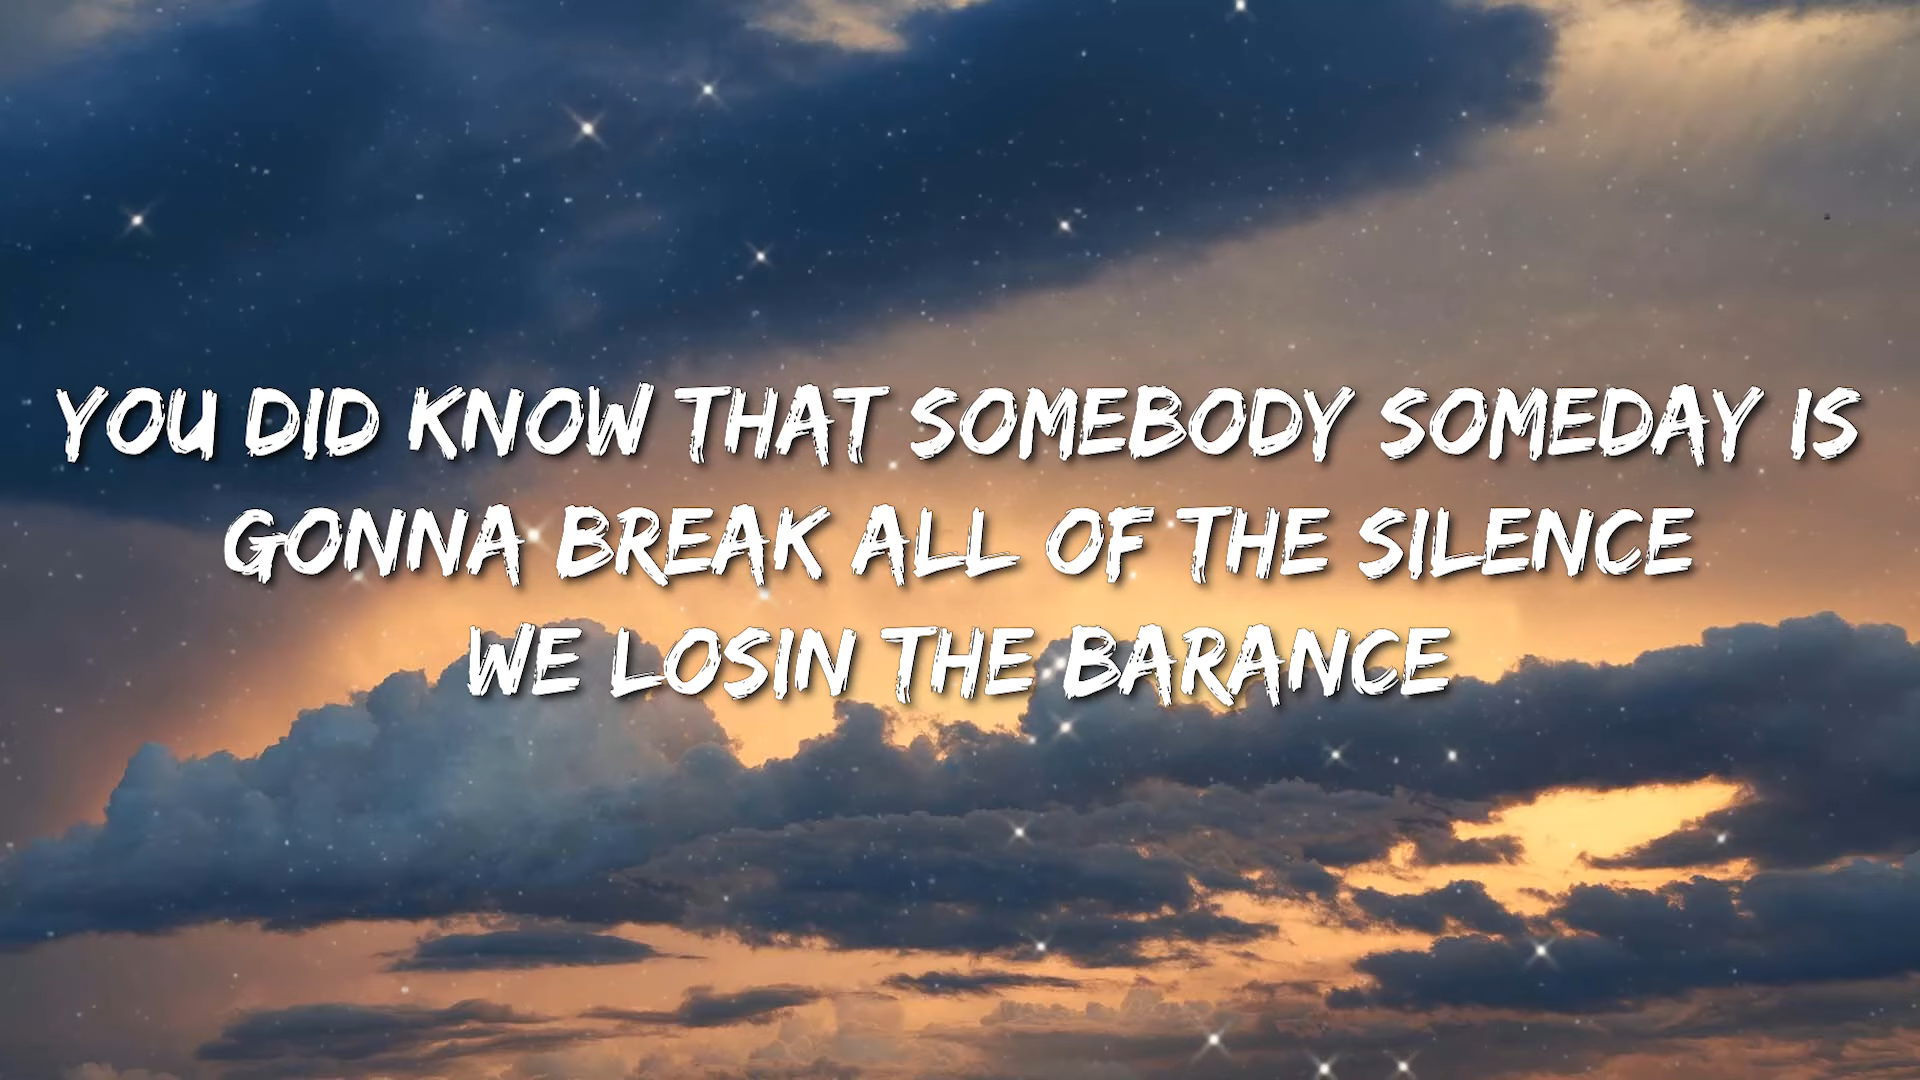 YOU DID KNOW THAT SOMEBODY SOMEDAY IS
GONNA BREAK ALL OF THE SILENCE
WE LOSIN THE BARANCE